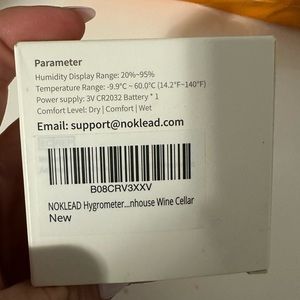 Parameter
Humidity Display Range: 20%~95%
Temperature Range: -9.9°C ~ 60.0°C (14.2°F~140°F)
Power supply: 3V CR2032 Battery * 1
Comfort Level: Dry | Comfort | Wet
Email: support@noklead.com
B08CRV3XXV
NOKLEAD Hygrometer...nhouse Wine Cellar
New